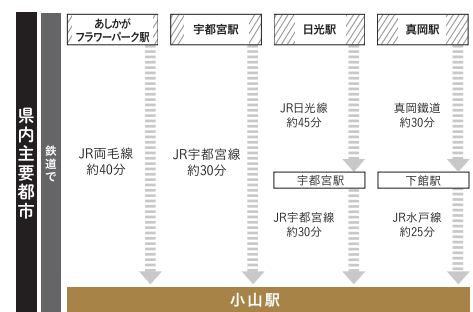 県内主要都市
鉄道で
あしかが
フラワーパーク駅
JR両毛線
約40分
宇都宮駅
JR宇都宮線
約30分
日光駅
JR日光線
約45分
宇都宮駅
JR宇都宮線
約30分
真岡駅
真岡鐵道
約30分
下館駅
JR水戸線
約25分
小山駅